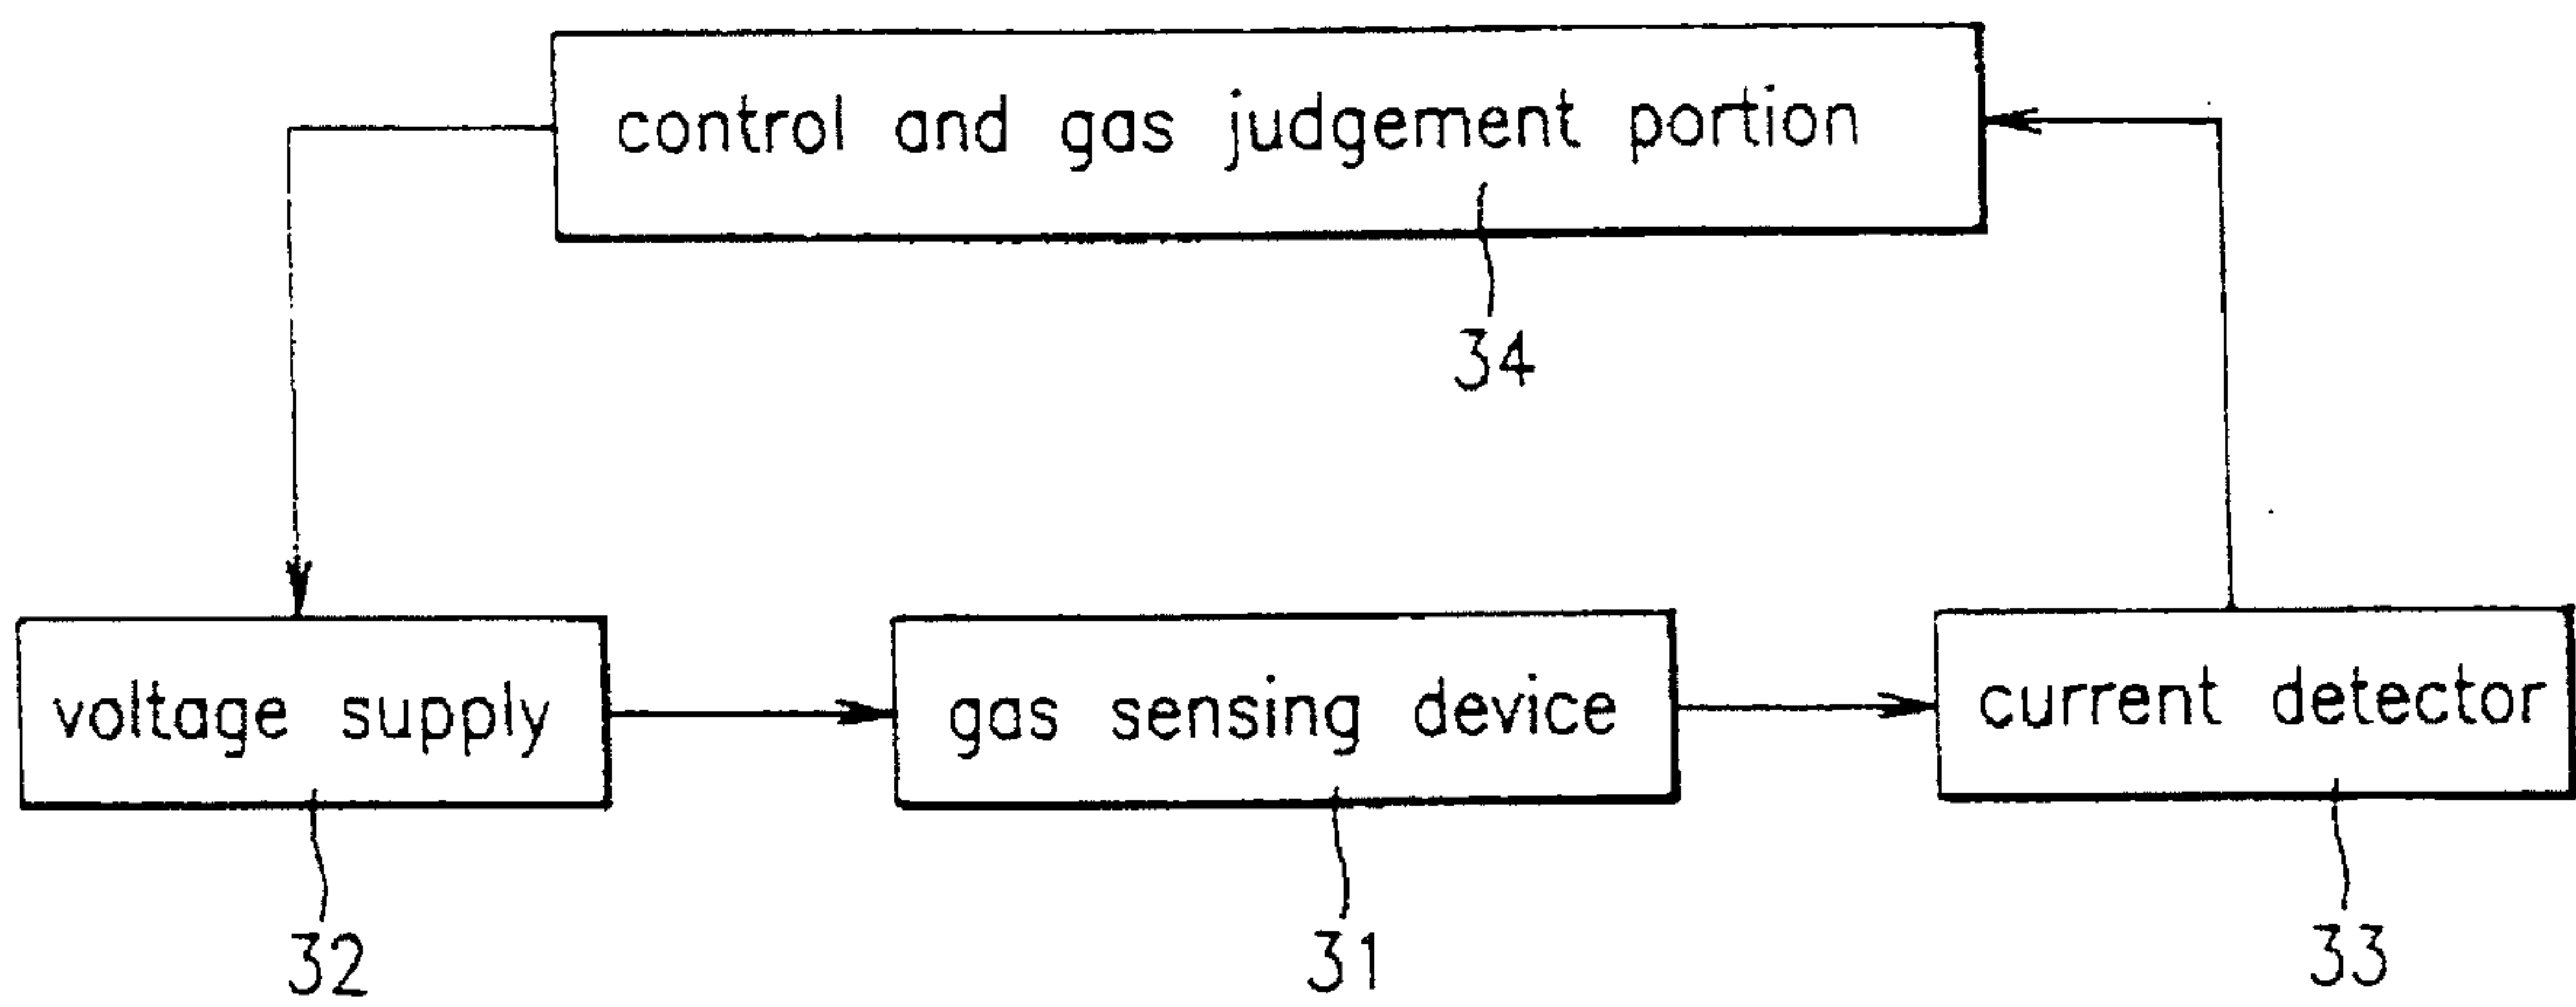 control and gas judgement portion
34
voltage supply
gas sensing device
current detector
32
31
33